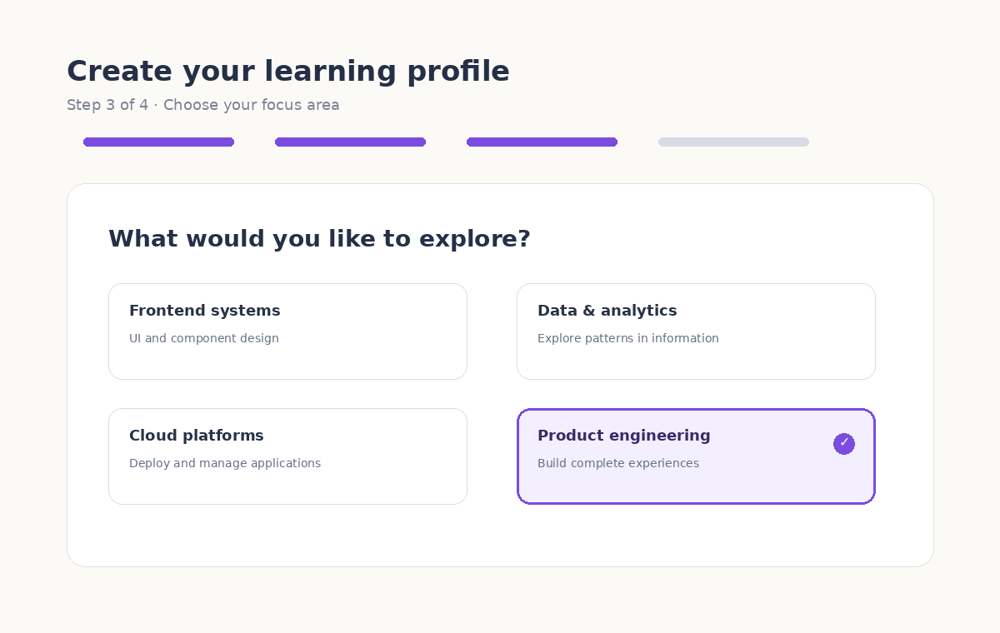 Create your learning profile
Step 3 of 4 · Choose your focus area
What would you like to explore?
Frontend systems
UI and component design
Data & analytics
Explore patterns in information
Cloud platforms
Deploy and manage applications
Product engineering
Build complete experiences
✓